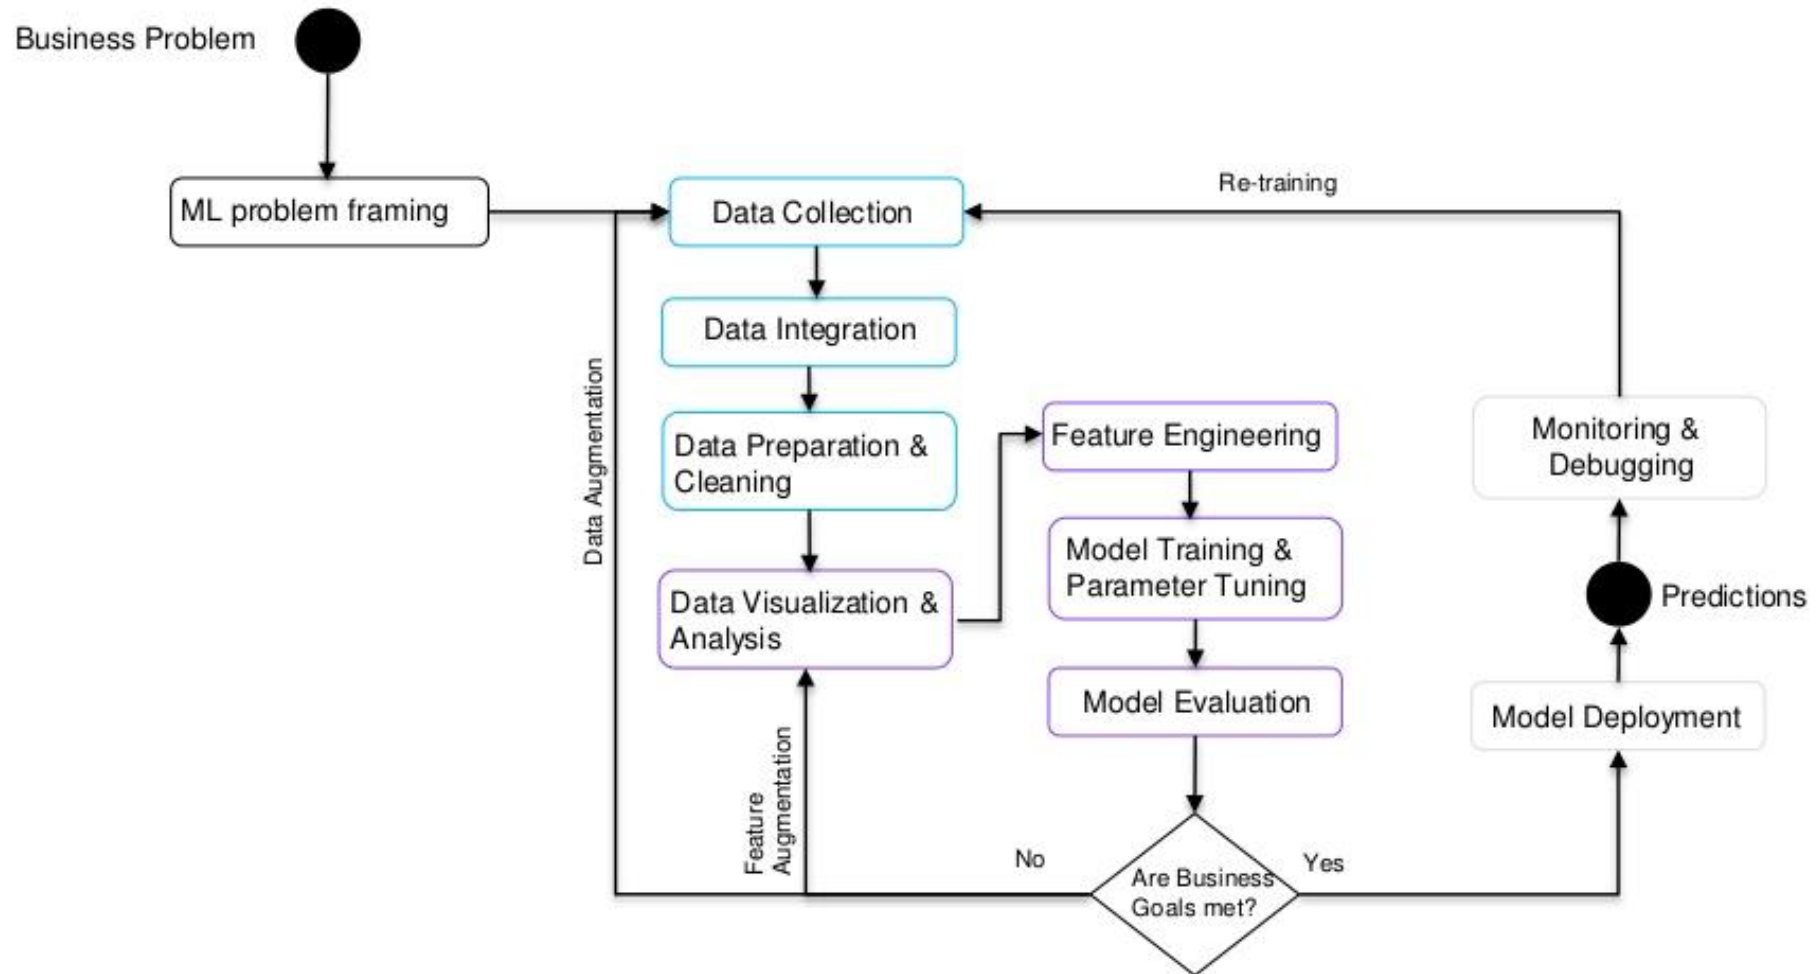 Business Problem
ML problem framing
Data Collection
Re-training
Data Integration
Data Augmentation
Data Preparation &
Cleaning
Data Visualization &
Analysis
Feature Engineering
Model Training &
Parameter Tuning
Model Evaluation
Feature
Augmentation
No
Are Business
Goals met?
Yes
Model Deployment
Predictions
Monitoring &
Debugging